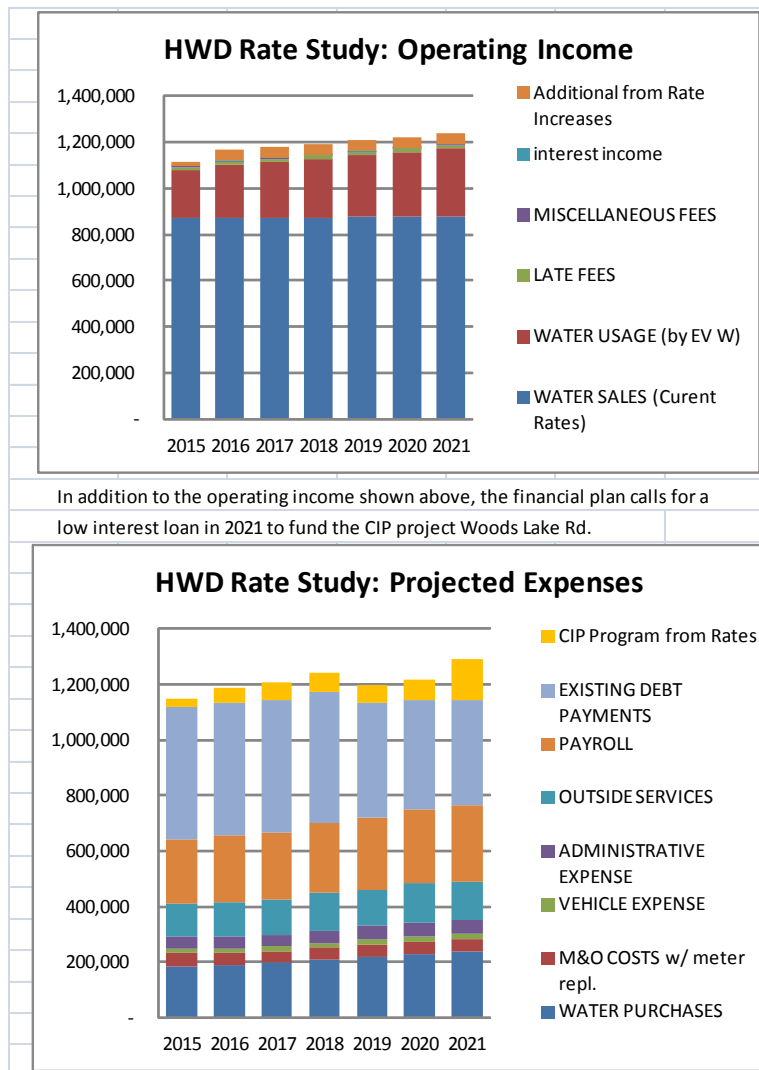 HWD Rate Study: Operating Income
1,400,000
1,200,000
1,000,000
800,000
600,000
400,000
200,000
-
2015 2016 2017 2018 2019 2020 2021
Additional from Rate
Increases
interest income
MISCELLANEOUS FEES
LATE FEES
WATER USAGE (by EV W)
WATER SALES (Curent
Rates)
In addition to the operating income shown above, the financial plan calls for a
low interest loan in 2021 to fund the CIP project Woods Lake Rd.
HWD Rate Study: Projected Expenses
1,400,000
1,200,000
1,000,000
800,000
600,000
400,000
200,000
-
2015 2016 2017 2018 2019 2020 2021
CIP Program from Rates
EXISTING DEBT
PAYMENTS
PAYROLL
OUTSIDE SERVICES
ADMINISTRATIVE
EXPENSE
VEHICLE EXPENSE
M&O COSTS w/ meter
repl.
WATER PURCHASES